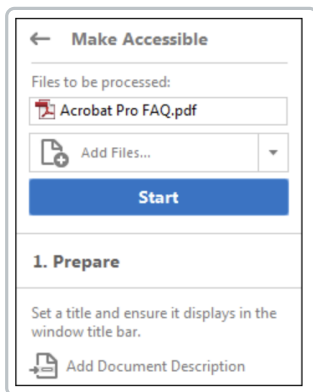 Make Accessible
Files to be processed:
Acrobat Pro FAQ.pdf
Add Files...
Start
1. Prepare
Set a title and ensure it displays in the
window title bar.
Add Document Description